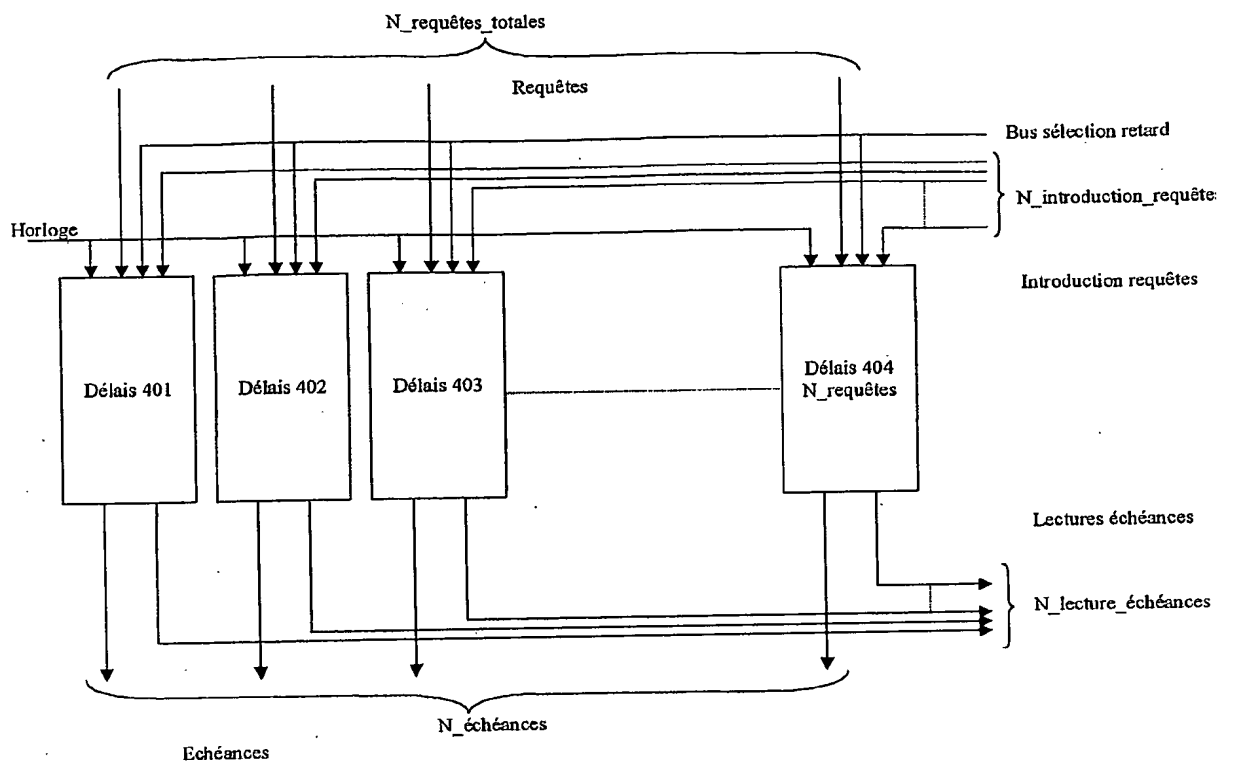 N_requêtes_totales
Requêtes
Bus sélection retard
N_introduction_requêtes
Horloge
Introduction requêtes
Délais 401
Délais 402
Délais 403
Délais 404
N_requêtes
Lectures échéances
N_lecture_échéances
N_échéances
Echéances